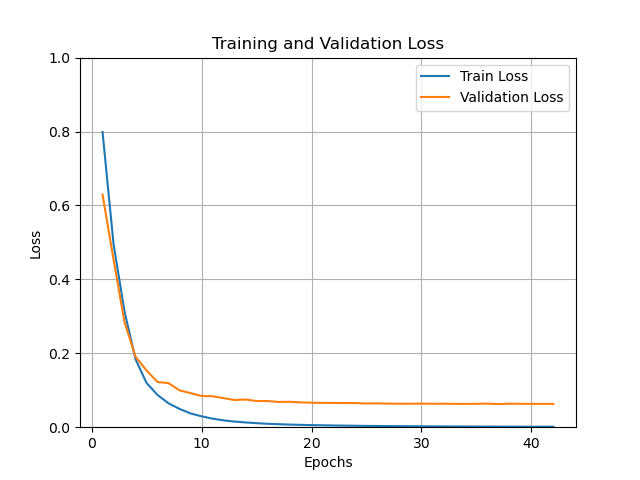 Training and Validation Loss
Train Loss
Validation Loss
Loss
1.0
0.8
0.6
0.4
0.2
0.0
0 10 20 30 40
Epochs